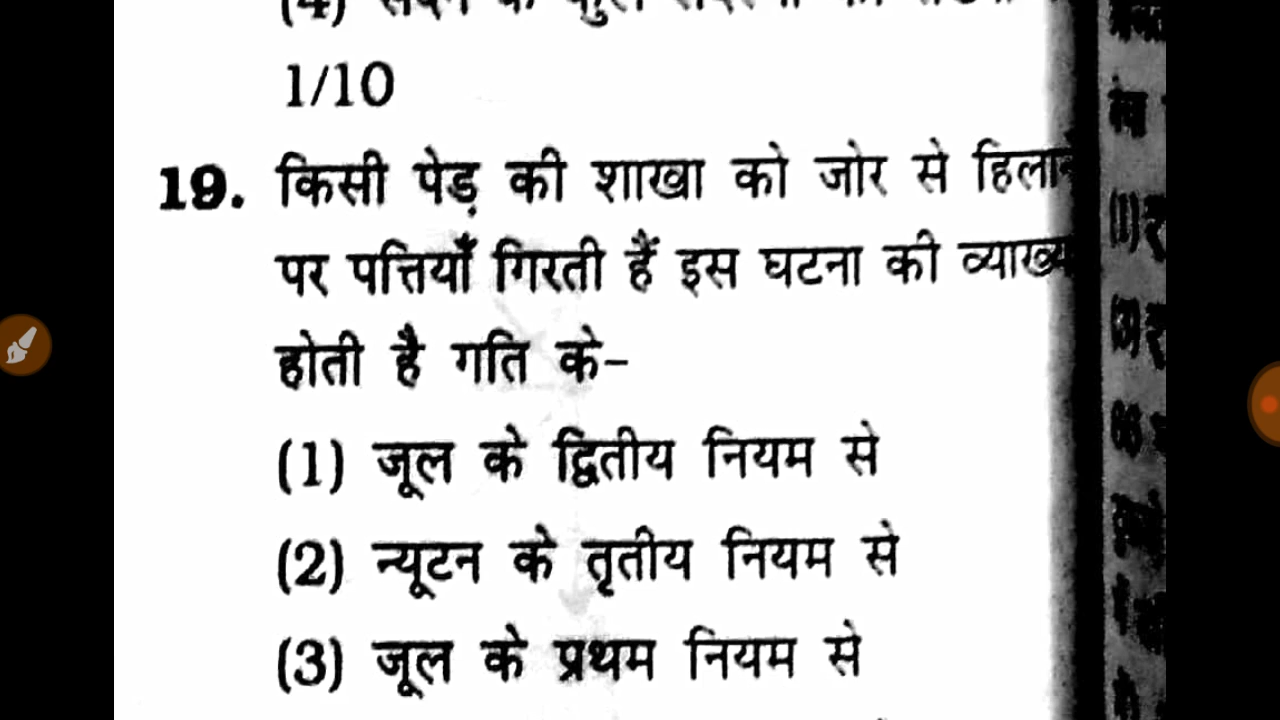 1/10
19. किसी पेड़ की शाखा को जोर से
पर पत्तियाँ गिरती हैं इस घटना की
होती है गति के-
(1) जूल के द्वितीय नियम से
(2) न्यूटन के तृतीय नियम से
(3) जूल के प्रथम नियम से